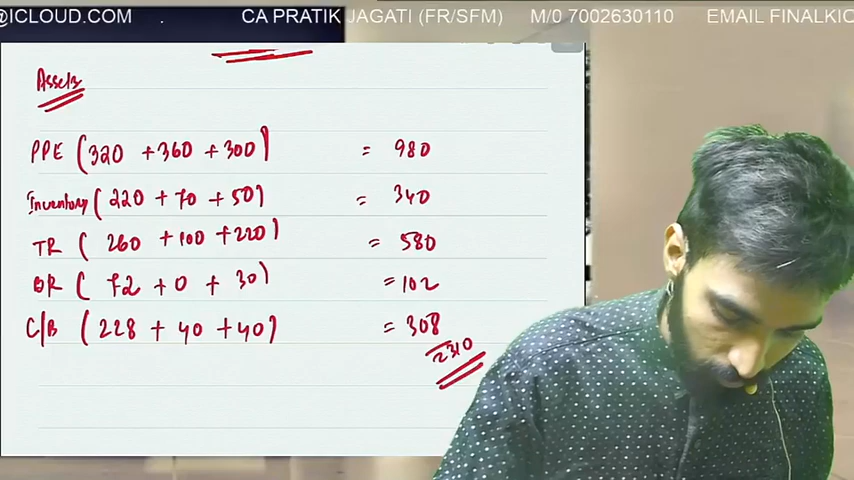 @ICLOUD.COM . CA PRATIK JAGATI (FR/SFM) M/0 7002630110 EMAIL FINALKIC
Assets
PPE (320 +360 +300) = 980
Inventory (220 + 70 + 50) = 340
TR ( 260 +100 +220) = 580
BR ( 72 + 0 + 30) = 102
C/B (228 + 40 +40) = 308
2310